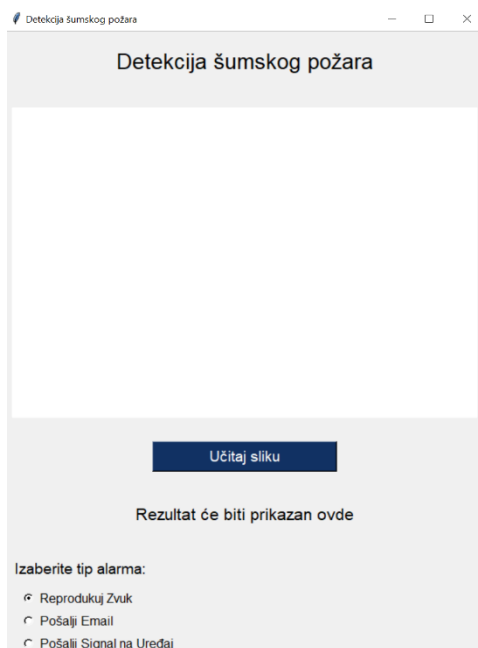 Detekcija šumskog požara
Detekcija šumskog požara
Učitaj sliku
Rezultat će biti prikazan ovde
Izaberite tip alarma:
Reprodukuj Zvuk
Pošalji Email
Pošalji Signal na Uređaj